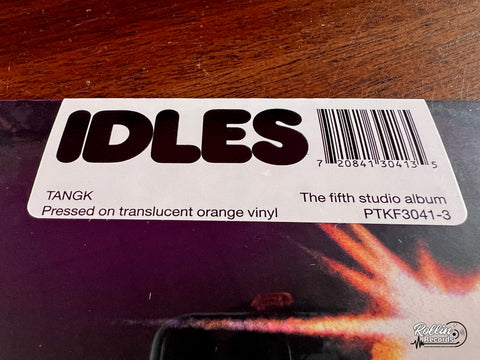 IDLES
7 20841 30413 5
TANGK
The fifth studio album
Pressed on translucent orange vinyl
PTKF3041-3
Rollin'
Records